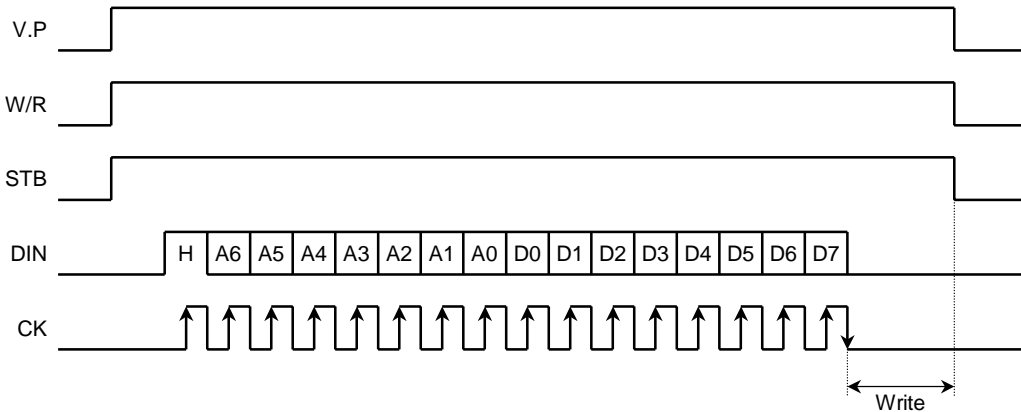 V.P
W/R
STB
DIN H A6 A5 A4 A3 A2 A1 A0 D0 D1 D2 D3 D4 D5 D6 D7
CK
Write